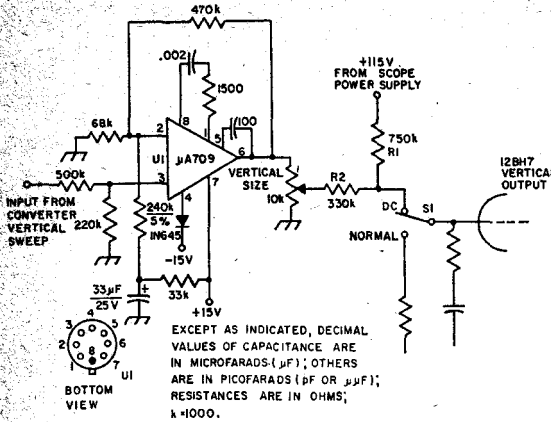 470k
.002
1500
+115V
FROM SCOPE
POWER SUPPLY
68k
8
1
5
100
2
U1
μA709
6
3
4
7
500k
INPUT FROM
CONVERTER
VERTICAL
SWEEP
220k
240k
5%
1N645
-15V
VERTICAL
SIZE
10k
R2
330k
750k
R1
DC
S1
NORMAL
12BH7
VERTICAL
OUTPUT
33μF
25V
+
33k
+15V
4
3
5
2
6
1
8
7
U1
BOTTOM
VIEW
EXCEPT AS INDICATED, DECIMAL
VALUES OF CAPACITANCE ARE
IN MICROFARADS (μF); OTHERS
ARE IN PICOFARADS (pF OR μμF);
RESISTANCES ARE IN OHMS;
k=1000.